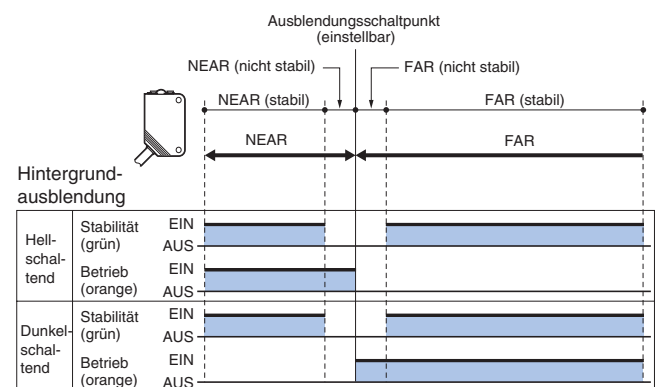 Ausblendungsschaltpunkt
(einstellbar)
NEAR (nicht stabil)
FAR (nicht stabil)
NEAR (stabil)
FAR (stabil)
NEAR
FAR
Hintergrund-
ausblendung
Hell-
schal-
tend
Stabilität
(grün)
EIN
AUS
Betrieb
(orange)
EIN
AUS
Dunkel-
schal-
tend
Stabilität
(grün)
EIN
AUS
Betrieb
(orange)
EIN
AUS